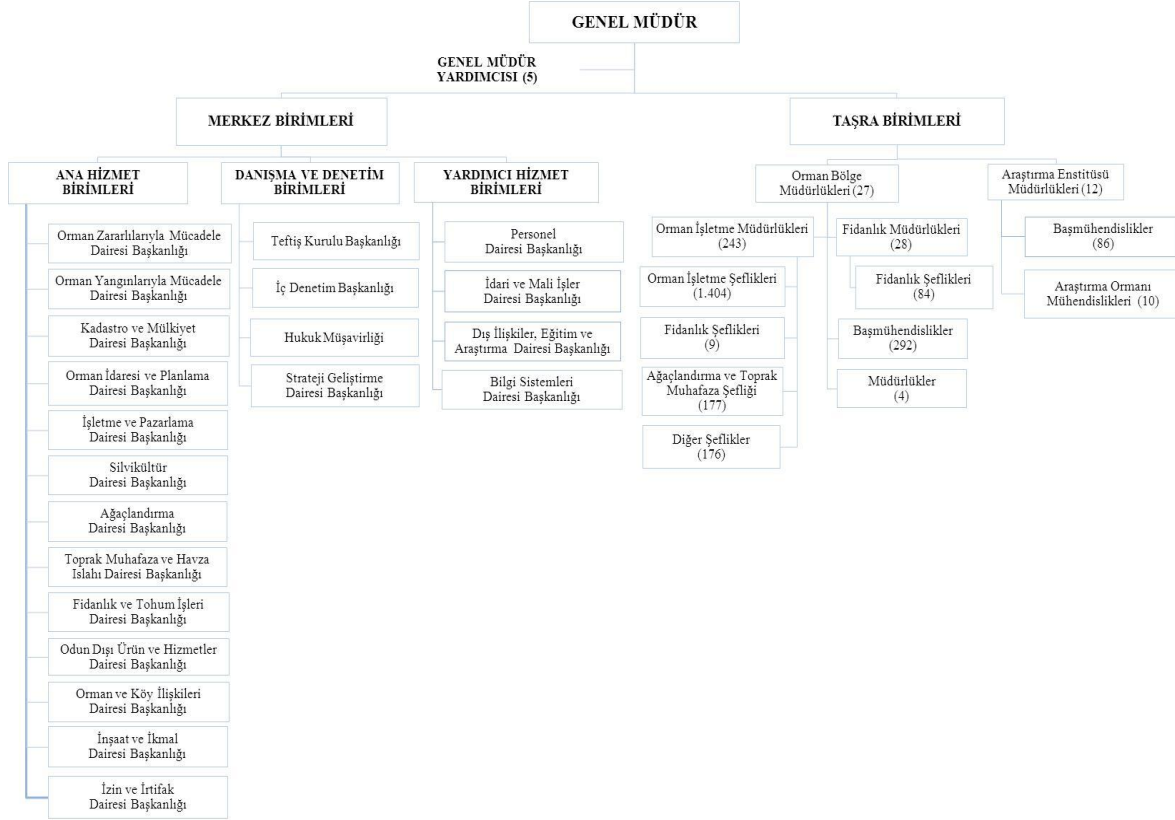 GENEL MÜDÜR
GENEL MÜDÜR
YARDIMCISI (5)
MERKEZ BİRİMLERİ
ANA HİZMET
BİRİMLERİ
Orman Zararlılarıyla Mücadele
Dairesi Başkanlığı
Orman Yangınlarıyla Mücadele
Dairesi Başkanlığı
Kadastro ve Mülkiyet
Dairesi Başkanlığı
Orman İdaresi ve Planlama
Dairesi Başkanlığı
İşletme ve Pazarlama
Dairesi Başkanlığı
Silvikültür
Dairesi Başkanlığı
Ağaçlandırma
Dairesi Başkanlığı
Toprak Muhafaza ve Havza
Islahı Dairesi Başkanlığı
Fidanlık ve Tohum İşleri
Dairesi Başkanlığı
Odun Dışı Ürün ve Hizmetler
Dairesi Başkanlığı
Orman ve Köy İlişkileri
Dairesi Başkanlığı
İnşaat ve İkmal
Dairesi Başkanlığı
İzin ve İrtifak
Dairesi Başkanlığı
DANIŞMA VE DENETİM
BİRİMLERİ
Teftiş Kurulu Başkanlığı
İç Denetim Başkanlığı
Hukuk Müşavirliği
Strateji Geliştirme
Dairesi Başkanlığı
YARDIMCI HİZMET
BİRİMLERİ
Personel
Dairesi Başkanlığı
İdari ve Mali İşler
Dairesi Başkanlığı
Dış İlişkiler, Eğitim ve
Araştırma Dairesi Başkanlığı
Bilgi Sistemleri
Dairesi Başkanlığı
TAŞRA BİRİMLERİ
Orman Bölge
Müdürlükleri (27)
Orman İşletme Müdürlükleri
(243)
Orman İşletme Şeflikleri
(1.404)
Fidanlık Şeflikleri
(9)
Ağaçlandırma ve Toprak
Muhafaza Şefliği
(177)
Diğer Şeflikler
(176)
Fidanlık Müdürlükleri
(28)
Fidanlık Şeflikleri
(84)
Başmühendislikler
(292)
Müdürlükler
(4)
Araştırma Enstitüsü
Müdürlükleri (12)
Başmühendislikler
(86)
Araştırma Ormanı
Mühendislikleri (10)